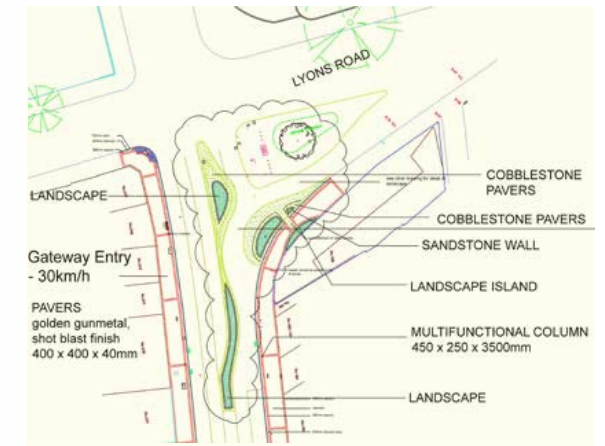 LYONS ROAD
COBBLESTONE
PAVERS
LANDSCAPE
COBBLESTONE PAVERS
SANDSTONE WALL
Gateway Entry
- 30km/h
LANDSCAPE ISLAND
PAVERS
golden gunmetal,
shot blast finish
400 x 400 x 40mm
MULTIFUNCTIONAL COLUMN
450 x 250 x 3500mm
LANDSCAPE